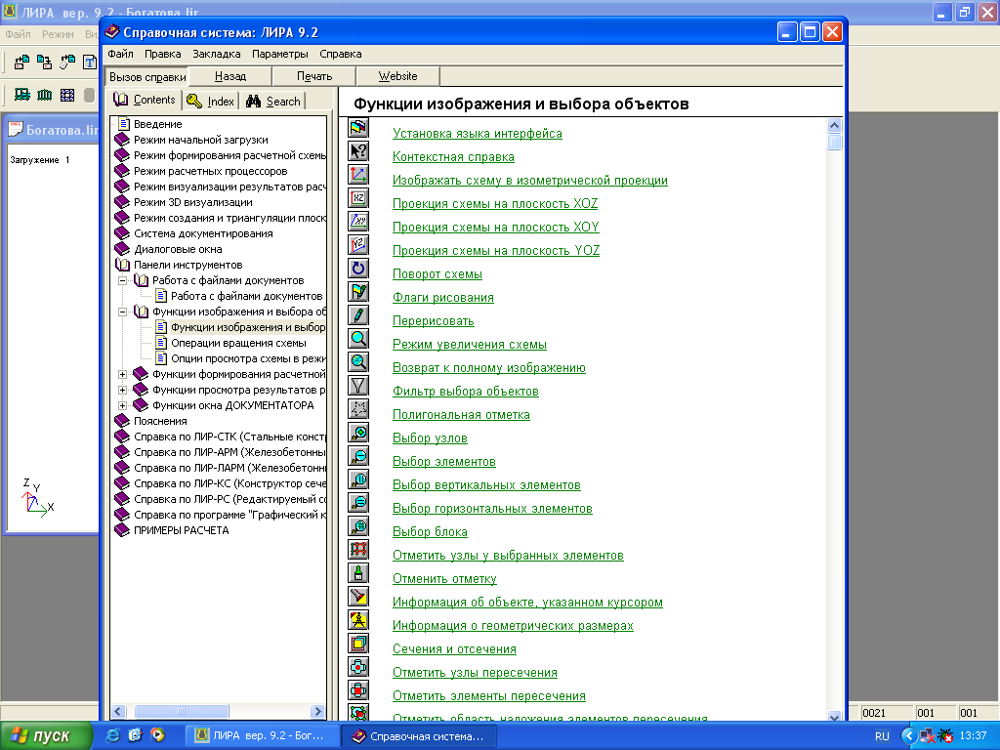 ЛИРА вер. 9.2 - Богатова.lir
Файл Режим
Справочная система: ЛИРА 9.2
Файл Правка Закладка Параметры Справка
Вызов справки Назад Печать Website
Contents Index Search
Функции изображения и выбора объектов
Богатова.lir
Загружение 1
Z
Y
X
Введение
Режим начальной загрузки
Режим формирования расчетной схемы
Режим расчетных процессоров
Режим визуализации результатов расч
Режим 3D визуализации
Режим создания и триангуляции плоск
Система документирования
Диалоговые окна
Панели инструментов
Работа с файлами документов
Работа с файлами документов
Функции изображения и выбора об
Функции изображения и выбор
Операции вращения схемы
Опции просмотра схемы в режи
Функции формирования расчетной
Функции просмотра результатов р
Функции окна ДОКУМЕНТАТОРА
Пояснения
Справка по ЛИР-СТК (Стальные констр
Справка по ЛИР-АРМ (Железобетонны
Справка по ЛИР-ЛАРМ (Железобетонн
Справка по ЛИР-КС (Конструктор сече
Справка по ЛИР-РС (Редактируемый со
Справка по программе "Графический к
ПРИМЕРЫ РАСЧЕТА
Установка языка интерфейса
Контекстная справка
Изображать схему в изометрической проекции
Проекция схемы на плоскость XOZ
Проекция схемы на плоскость XOY
Проекция схемы на плоскость YOZ
Поворот схемы
Флаги рисования
Перерисовать
Режим увеличения схемы
Возврат к полному изображению
Фильтр выбора объектов
Полигональная отметка
Выбор узлов
Выбор элементов
Выбор вертикальных элементов
Выбор горизонтальных элементов
Выбор блока
Отметить узлы у выбранных элементов
Отменить отметку
Информация об объекте, указанном курсором
Информация о геометрических размерах
Сечения и отсечения
Отметить узлы пересечения
Отметить элементы пересечения
Отметить область наложения элементов пересечения
0021 001 001
пуск ЛИРА вер. 9.2 - Бог... Справочная система... RU 13:37